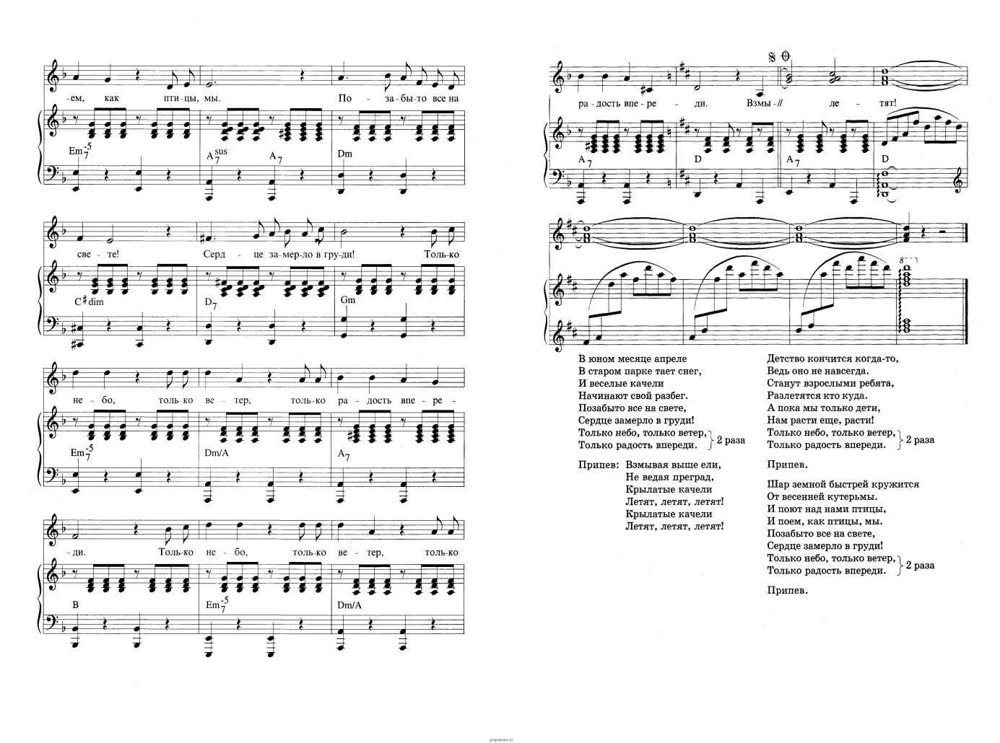 -ем, как пти-цы, мы. По - за-бы-то все на
Em7-5 A7sus A7 Dm
све - те! Серд - це за-мер-ло в гру-ди! Толь-ко
C♯dim D7 Gm
не - бо, толь-ко ве - тер, толь-ко ра - дость впе - ре -
Em7-5 Dm/A A7
- ди. Толь-ко не - бо, толь-ко ве - тер, толь-ко
B Em7-5 Dm/A
ра - дость впе - ре - ди. Взмы -// ле - тят!
A7 D A7 D
8
В юном месяце апреле
В старом парке тает снег,
И веселые качели
Начинают свой разбег.
Позабыто все на свете,
Сердце замерло в груди!
Только небо, только ветер,
Только радость впереди.
2 раза
Припев: Взмывая выше ели,
Не ведая преград,
Крылатые качели
Летят, летят, летят!
Крылатые качели
Летят, летят, летят!
Детство кончится когда-то,
Ведь оно не навсегда.
Станут взрослыми ребята,
Разлетятся кто куда.
А пока мы только дети,
Нам расти еще, расти!
Только небо, только ветер,
Только радость впереди.
2 раза
Припев.
Шар земной быстрей кружится
От весенней кутерьмы.
И поют над нами птицы,
И поем, как птицы, мы.
Позабыто все на свете,
Сердце замерло в груди!
Только небо, только ветер,
Только радость впереди.
2 раза
Припев.
propianino.ru